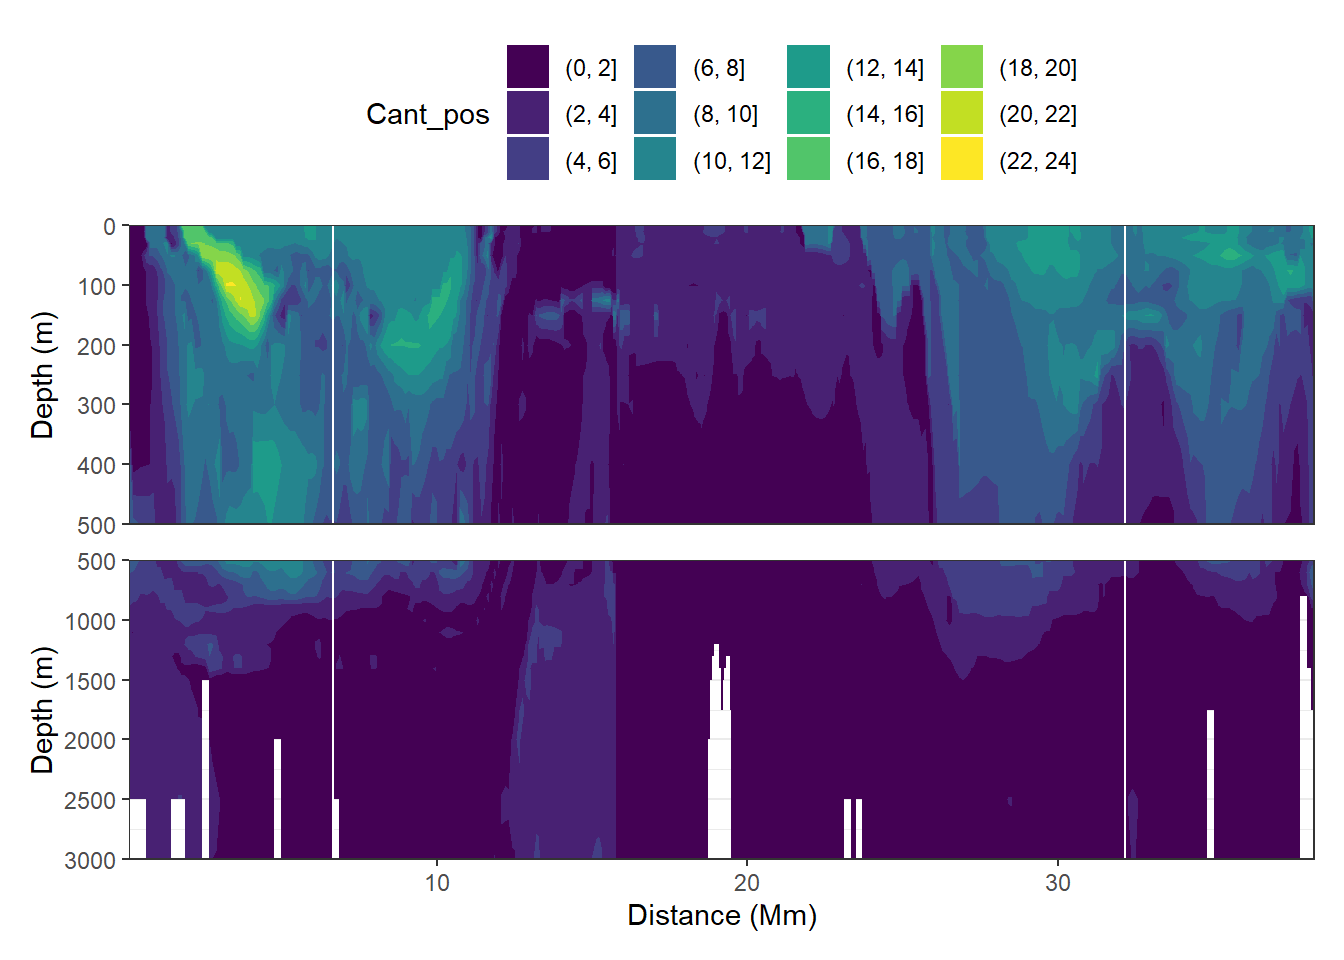 Cant_pos
(0, 2] (6, 8] (12, 14] (18, 20]
(2, 4] (8, 10] (14, 16] (20, 22]
(4, 6] (10, 12] (16, 18] (22, 24]
Depth (m)
0
100
200
300
400
500
Depth (m)
500
1000
1500
2000
2500
3000
10 20 30
Distance (Mm)